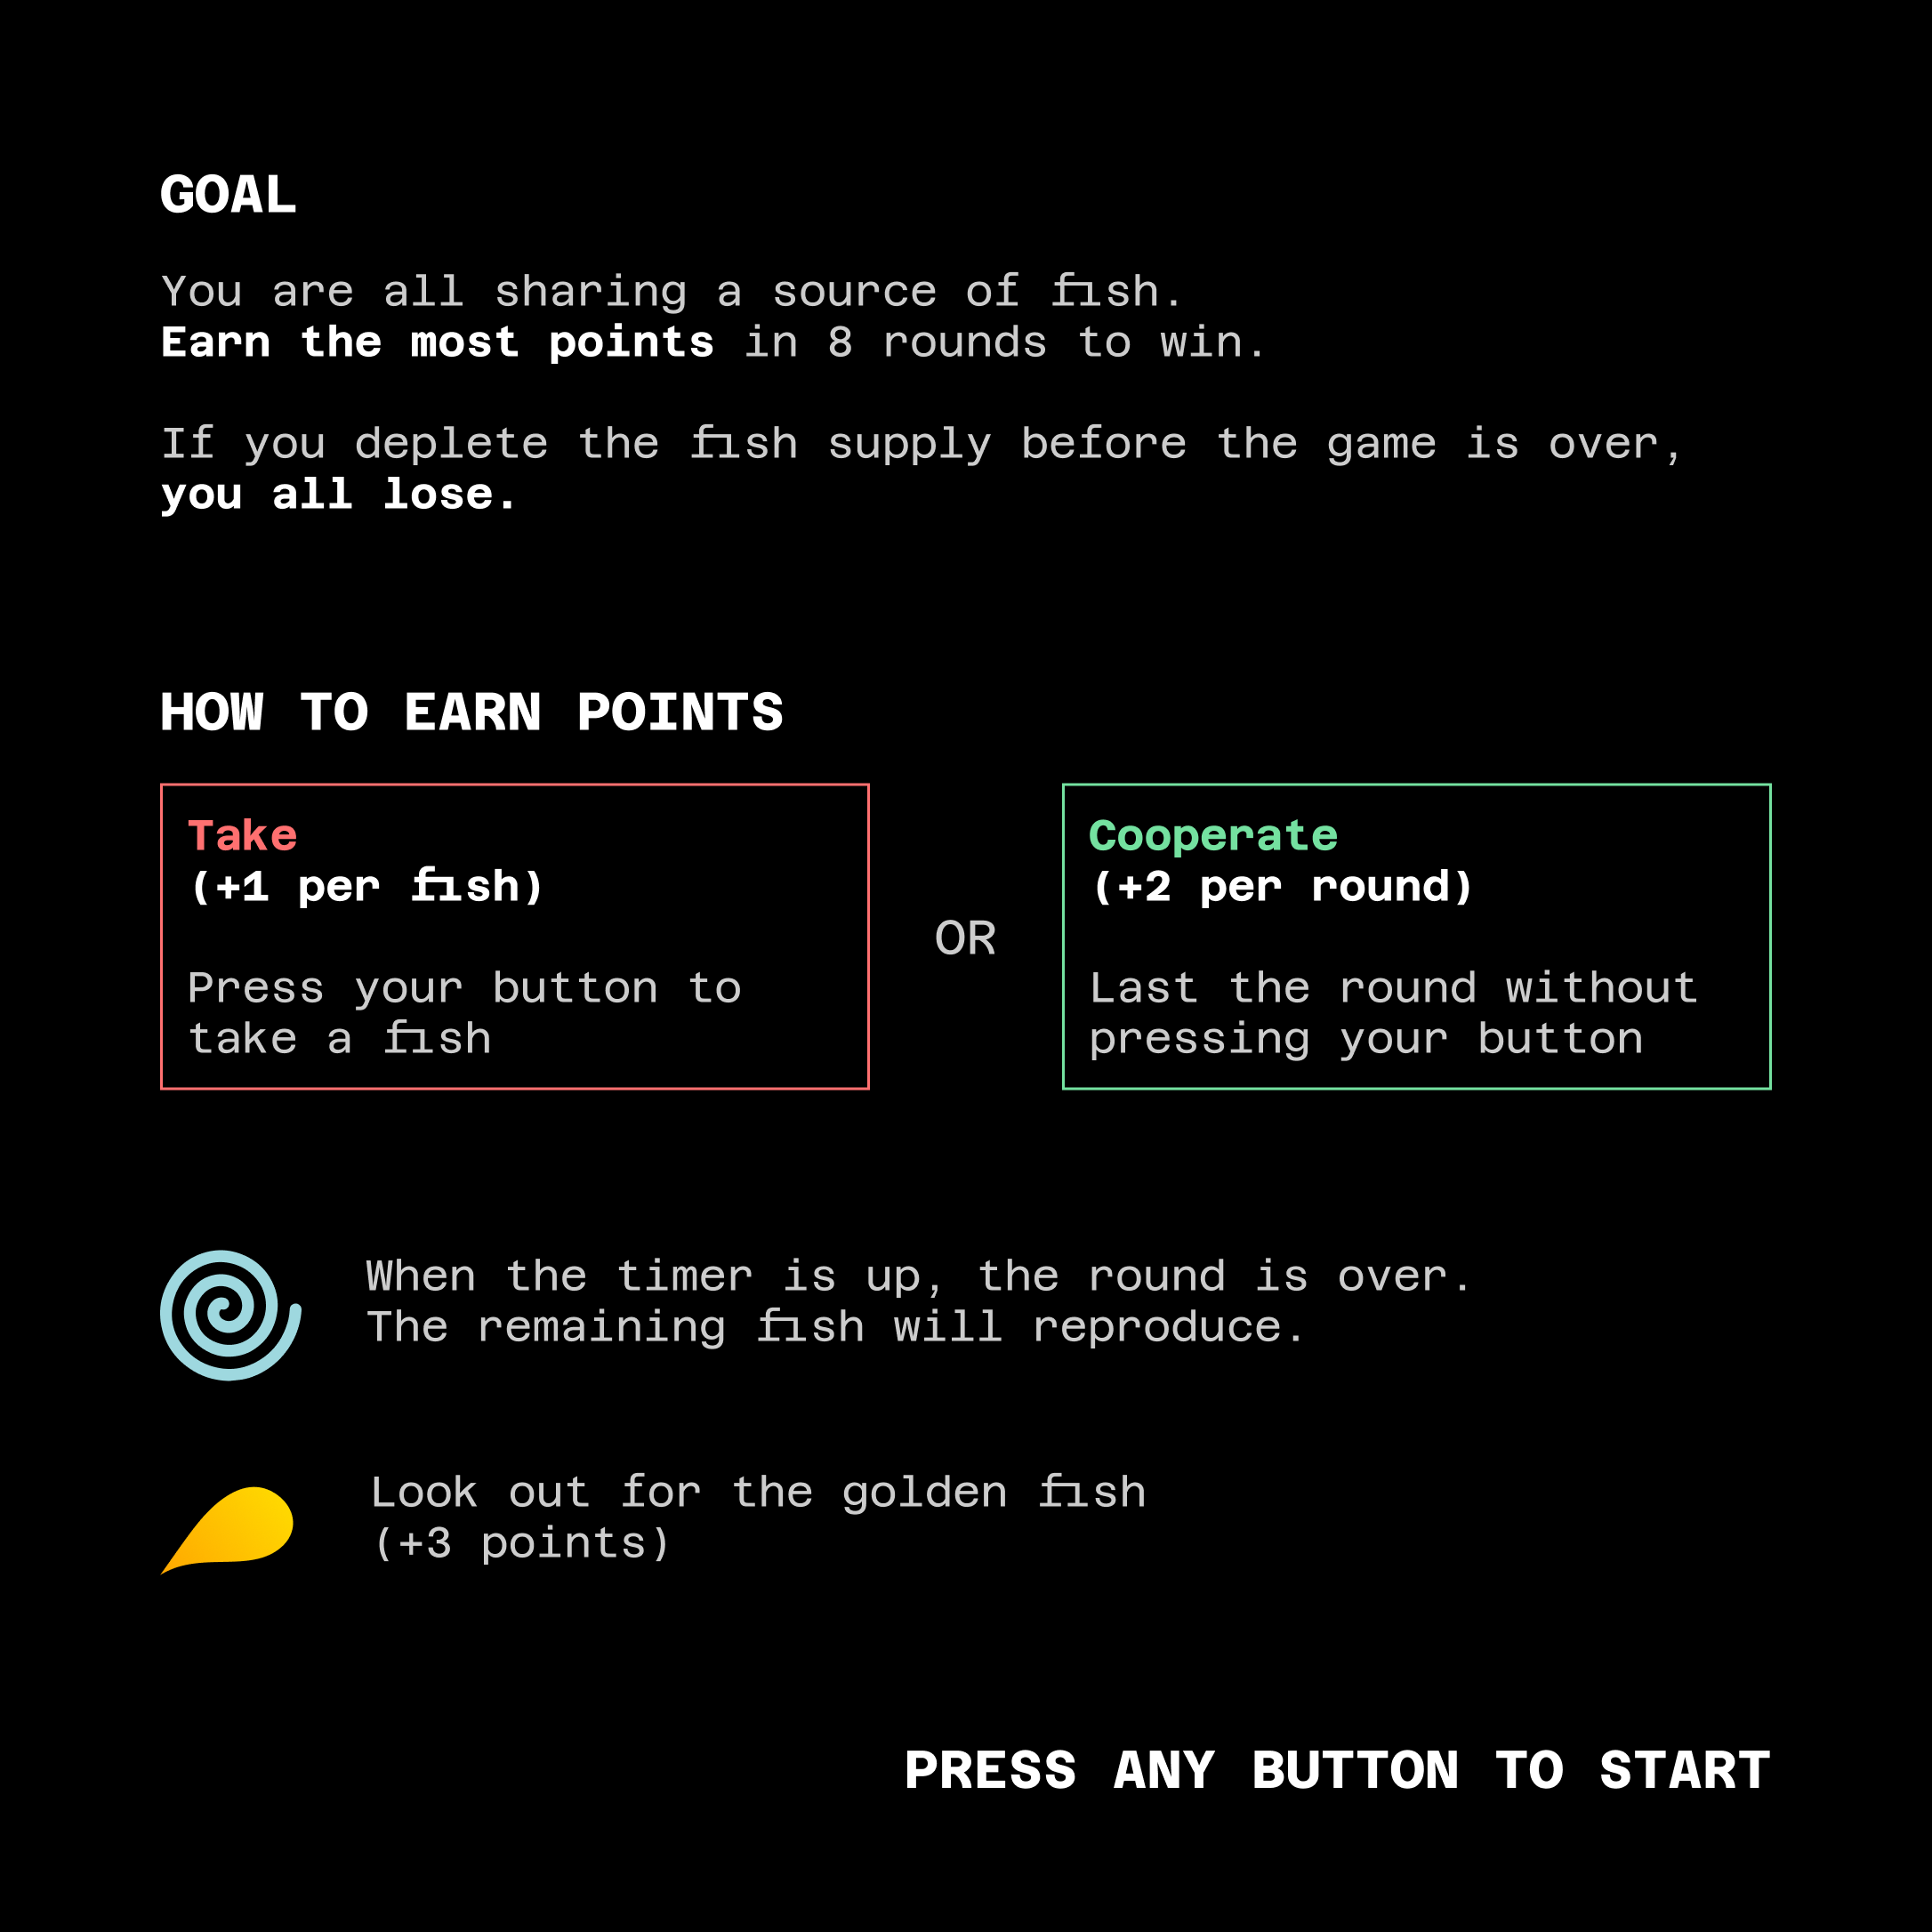 GOAL
You are all sharing a source of fish.
Earn the most points in 8 rounds to win.
If you deplete the fish supply before the game is over,
you all lose.
HOW TO EARN POINTS
Take
(+1 per fish)
Press your button to
take a fish
OR
Cooperate
(+2 per round)
Last the round without
pressing your button
When the timer is up, the round is over.
The remaining fish will reproduce.
Look out for the golden fish
(+3 points)
PRESS ANY BUTTON TO START